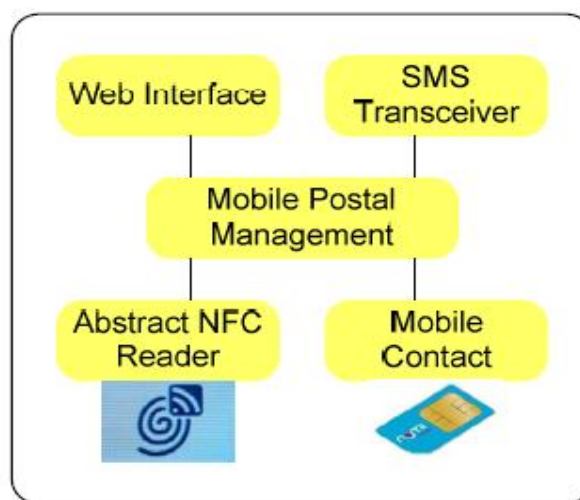 Web Interface
SMS
Transceiver
Mobile Postal
Management
Abstract NFC
Reader
Mobile
Contact